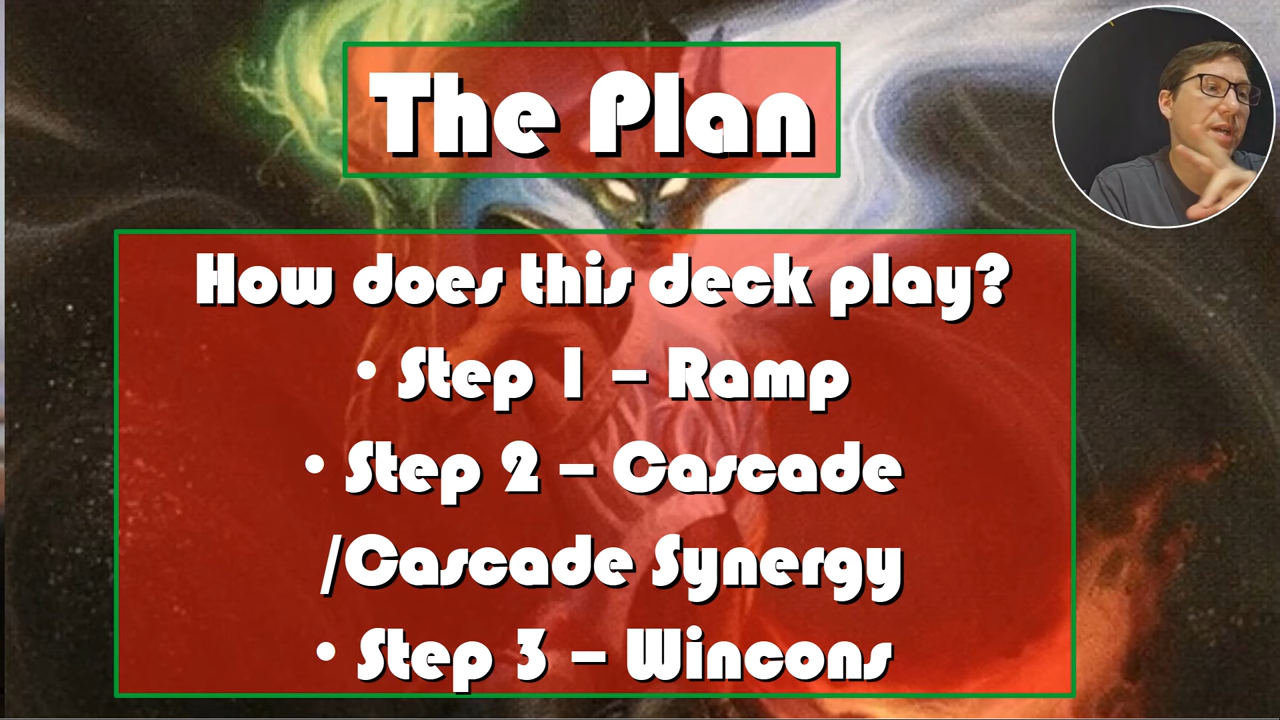 The Plan
How does this deck play?
• Step 1 – Ramp
• Step 2 – Cascade
/Cascade Synergy
• Step 3 – Wincons